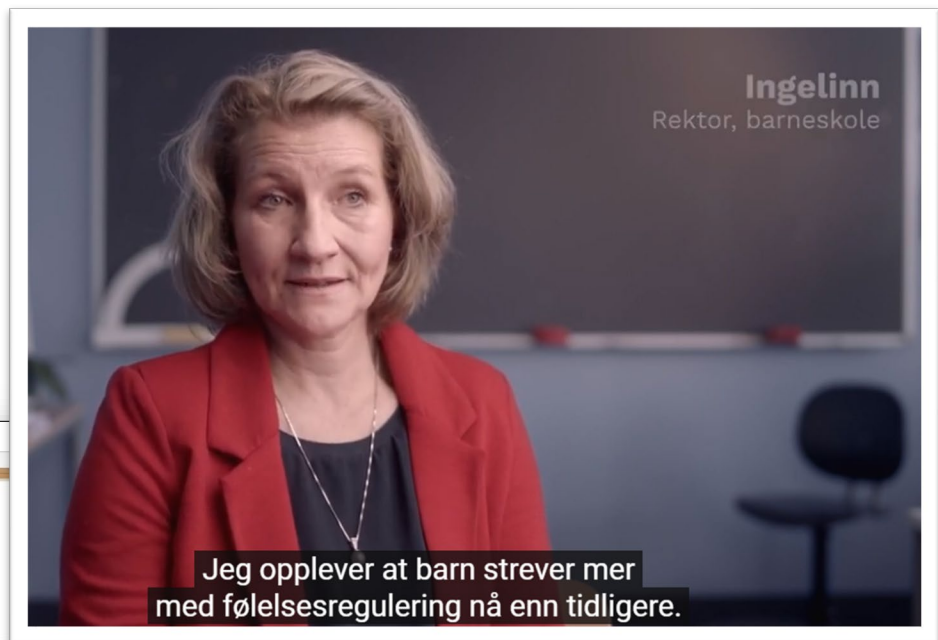 Ingelinn
Rektor, barneskole
Jeg opplever at barn strever mer
med følelsesregulering nå enn tidligere.